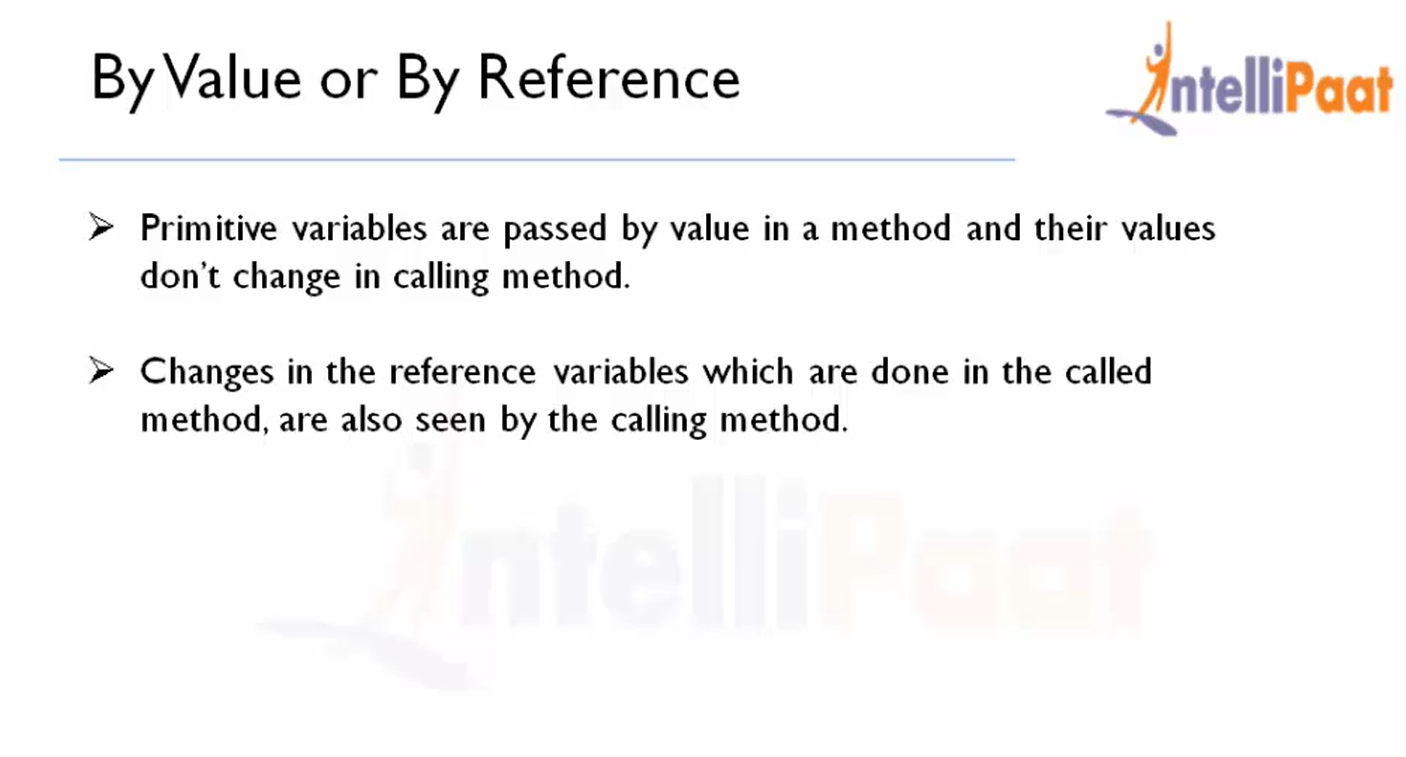 By Value or By Reference
IntelliPaat
➢ Primitive variables are passed by value in a method and their values
don't change in calling method.
➢ Changes in the reference variables which are done in the called
method, are also seen by the calling method.
IntelliPaat